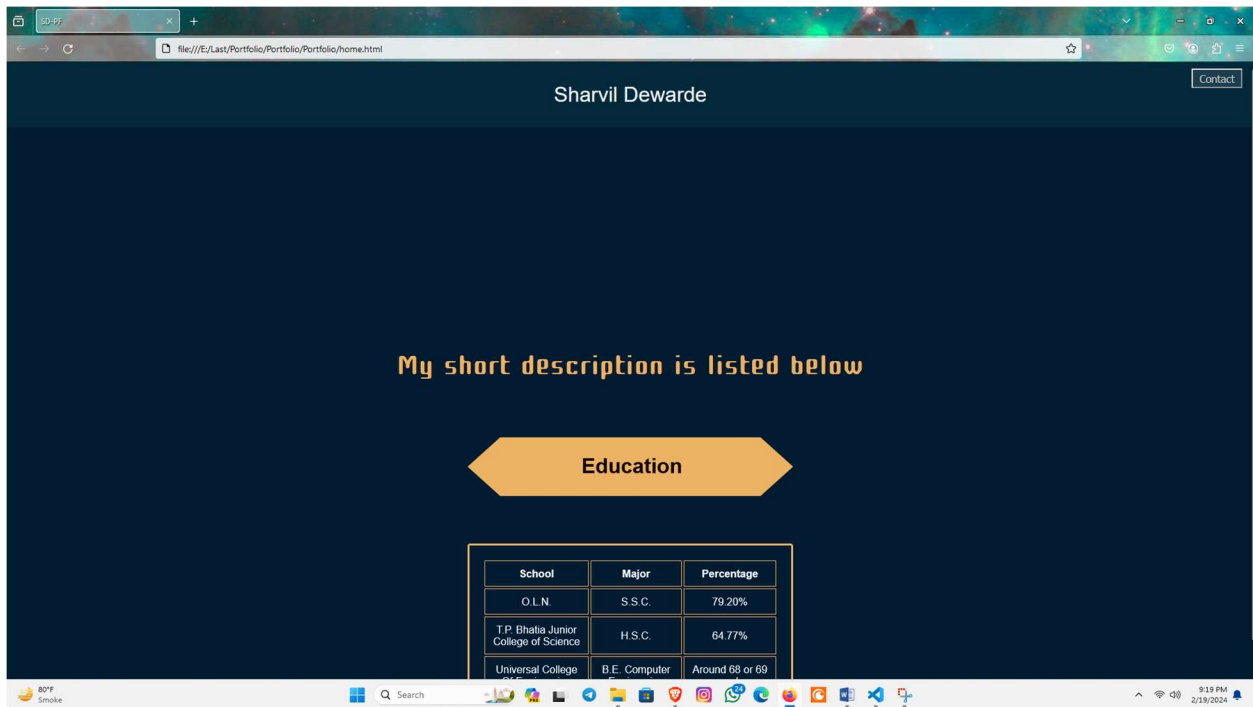 SD-PF
file:///E:/Last/Portfolio/Portfolio/Portfolio/home.html
Contact
Sharvil Dewarde
My short description is listed below
Education
School Major Percentage
O.L.N. S.S.C. 79.20%
T.P. Bhatia Junior
College of Science H.S.C. 64.77%
Universal College B.E. Computer Around 68 or 69
80°F
Smoke
Search
24
9:19 PM
2/19/2024